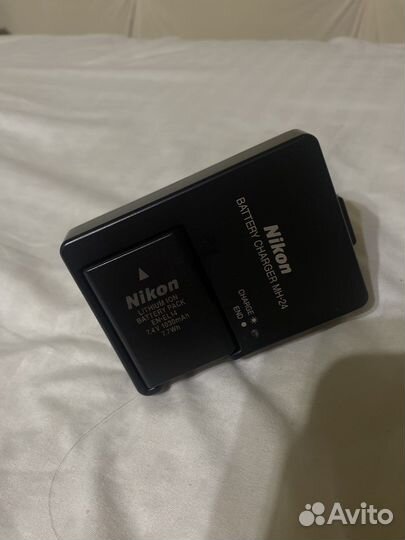 Nikon
BATTERY CHARGER MH-24
CHARGE
END
Nikon
LITHIUM ION
BATTERY PACK
EN-EL14
7.4V 1030mAh
7.7Wh
Avito